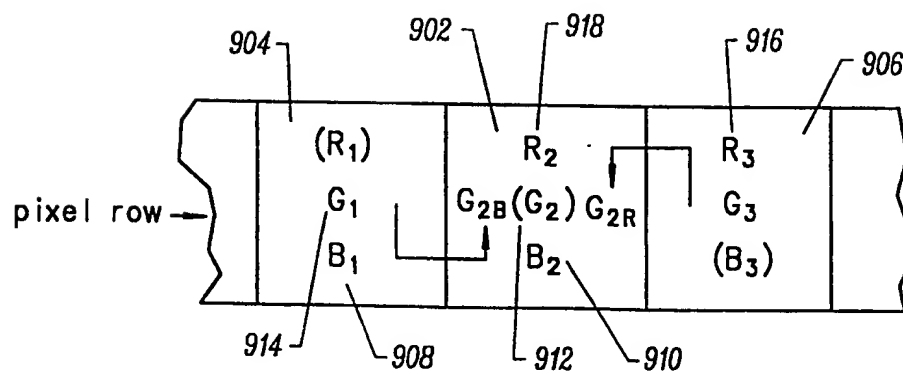 904 902 918 916 906
(R₁) R₂ R₃
pixel row G₁ G₂B(G₂) G₂R G₃
B₁ B₂ (B₃)
914 908 912 910